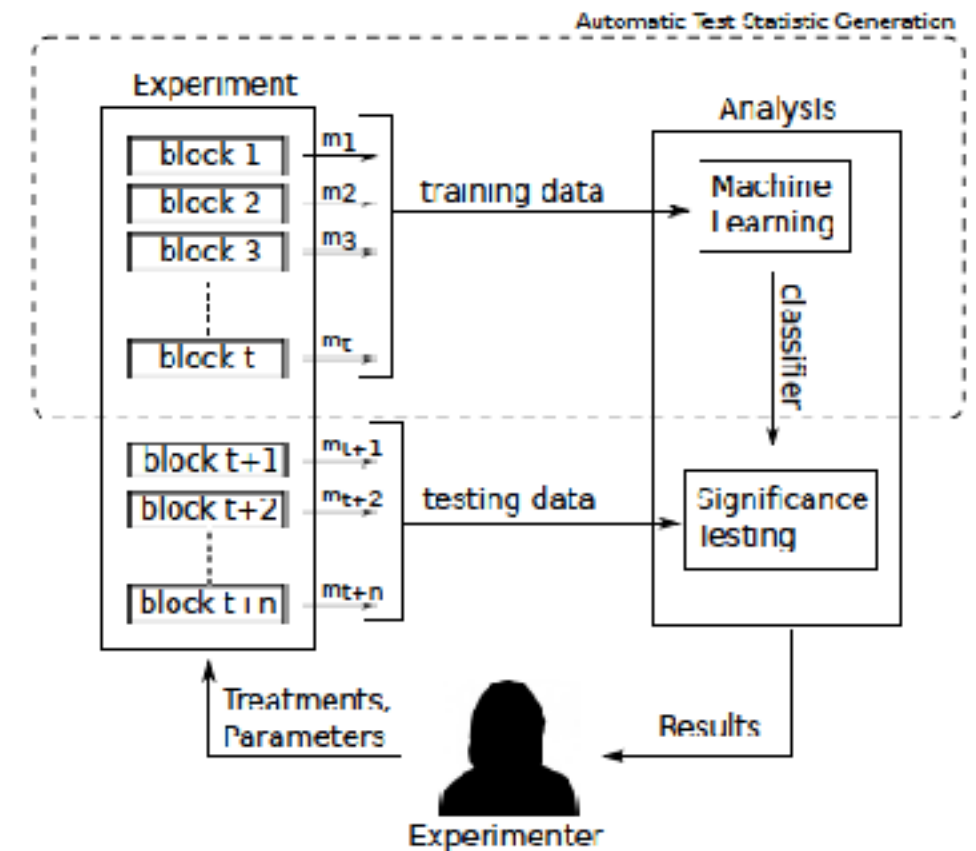 Automatic Test Statistic Generation
Experiment
Analysis
block 1
m1
block 2
m2
block 3
m3
block t
mt
training data
Machine
Learning
classifier
block t+1
mt+1
block t+2
mt+2
block t+n
mt+n
testing data
Significance
Testing
Treatments,
Parameters
Results
Experimenter